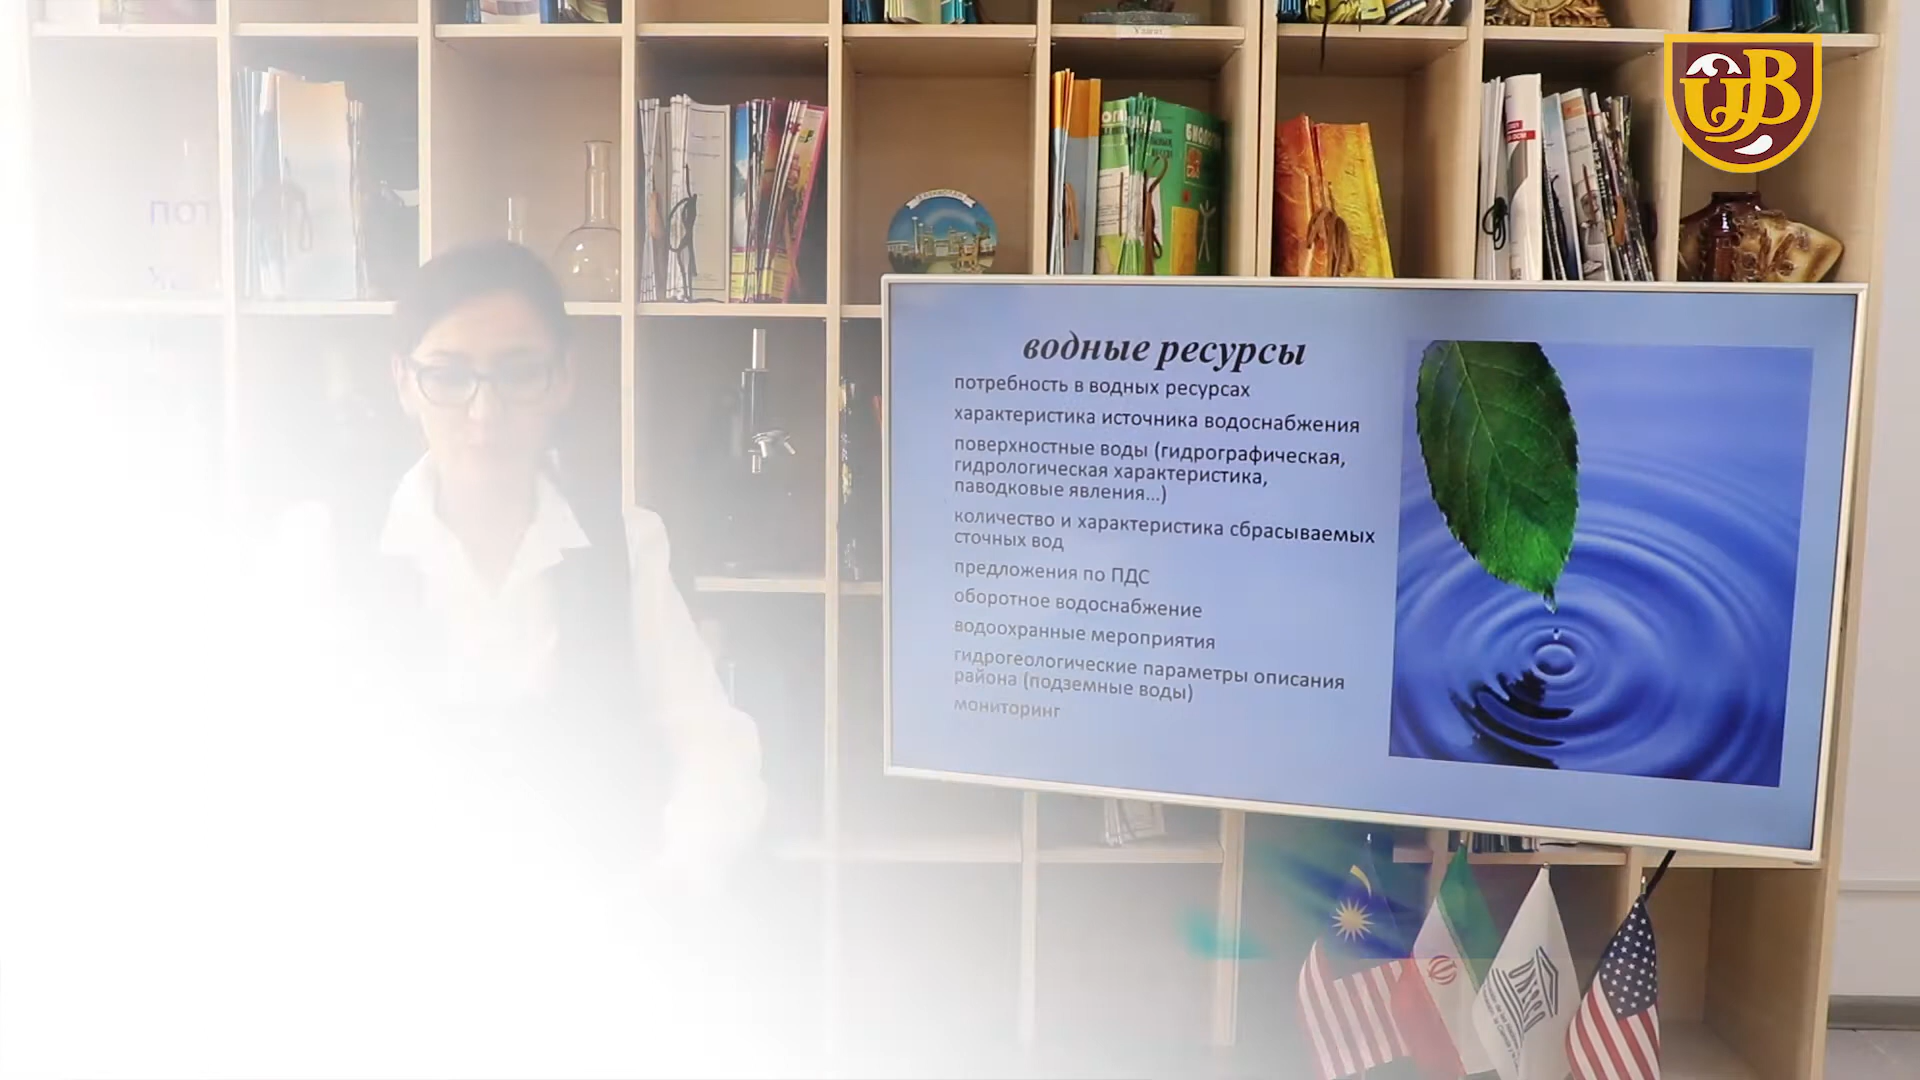 водные ресурсы
потребность в водных ресурсах
характеристика источника водоснабжения
поверхностные воды (гидрографическая,
гидрологическая характеристика,
паводковые явления...)
количество и характеристика сбрасываемых
сточных вод
предложения по ПДС
оборотное водоснабжение
водоохранные мероприятия
гидрогеологические параметры описания
района (подземные воды)
мониторинг
UNESCO